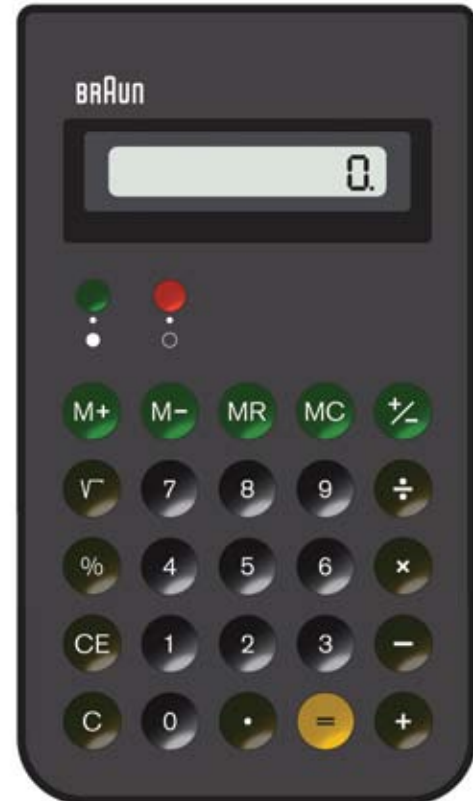 BRAUN
0.
M+ M- MR MC +/-
√ 7 8 9 ÷
% 4 5 6 ×
CE 1 2 3 −
C 0 . = +